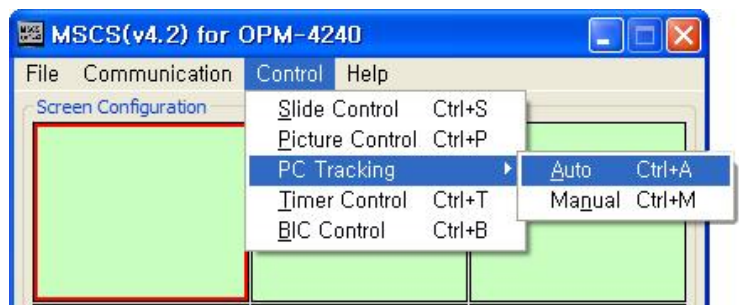 MSCS(v4.2) for OPM-4240
File Communication Control Help
Screen Configuration
Slide Control Ctrl+S
Picture Control Ctrl+P
PC Tracking
Auto Ctrl+A
Timer Control Ctrl+T
Manual Ctrl+M
BIC Control Ctrl+B